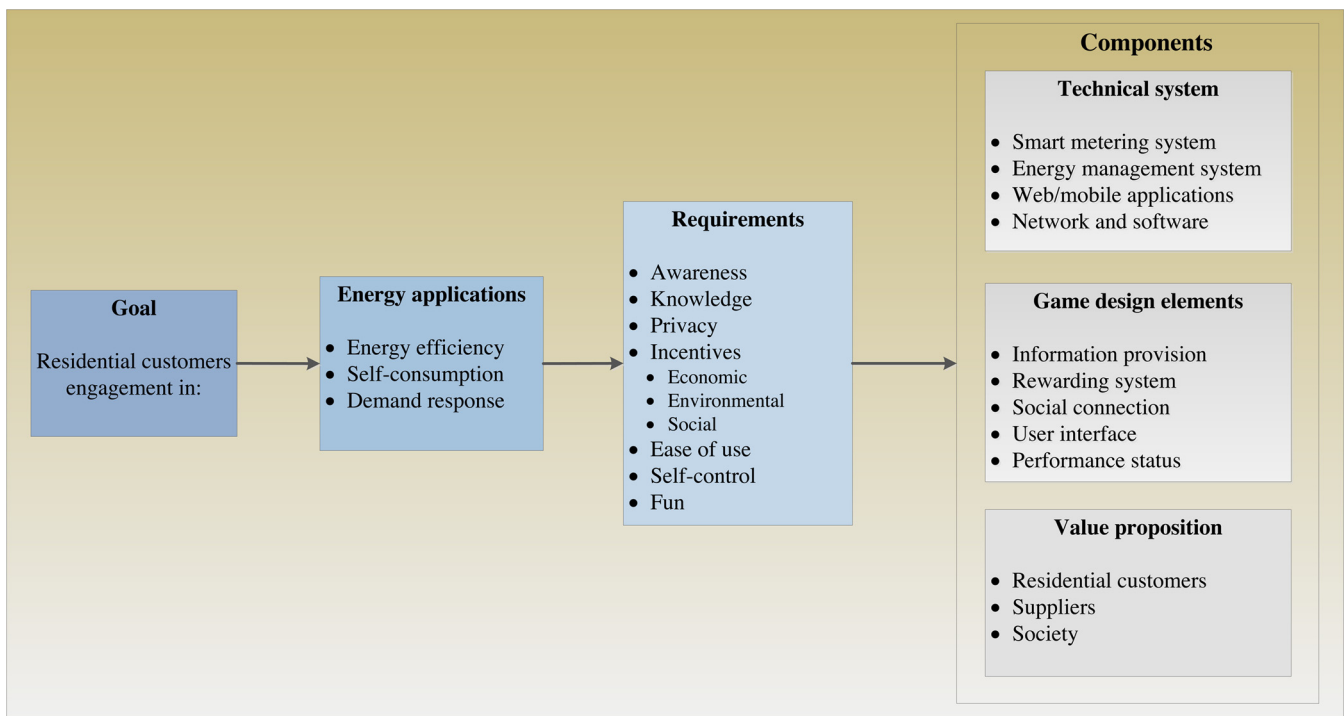 Goal
Residential customers
engagement in:
Energy applications
• Energy efficiency
• Self-consumption
• Demand response
Requirements
• Awareness
• Knowledge
• Privacy
• Incentives
• Economic
• Environmental
• Social
• Ease of use
• Self-control
• Fun
Components
Technical system
• Smart metering system
• Energy management system
• Web/mobile applications
• Network and software
Game design elements
• Information provision
• Rewarding system
• Social connection
• User interface
• Performance status
Value proposition
• Residential customers
• Suppliers
• Society